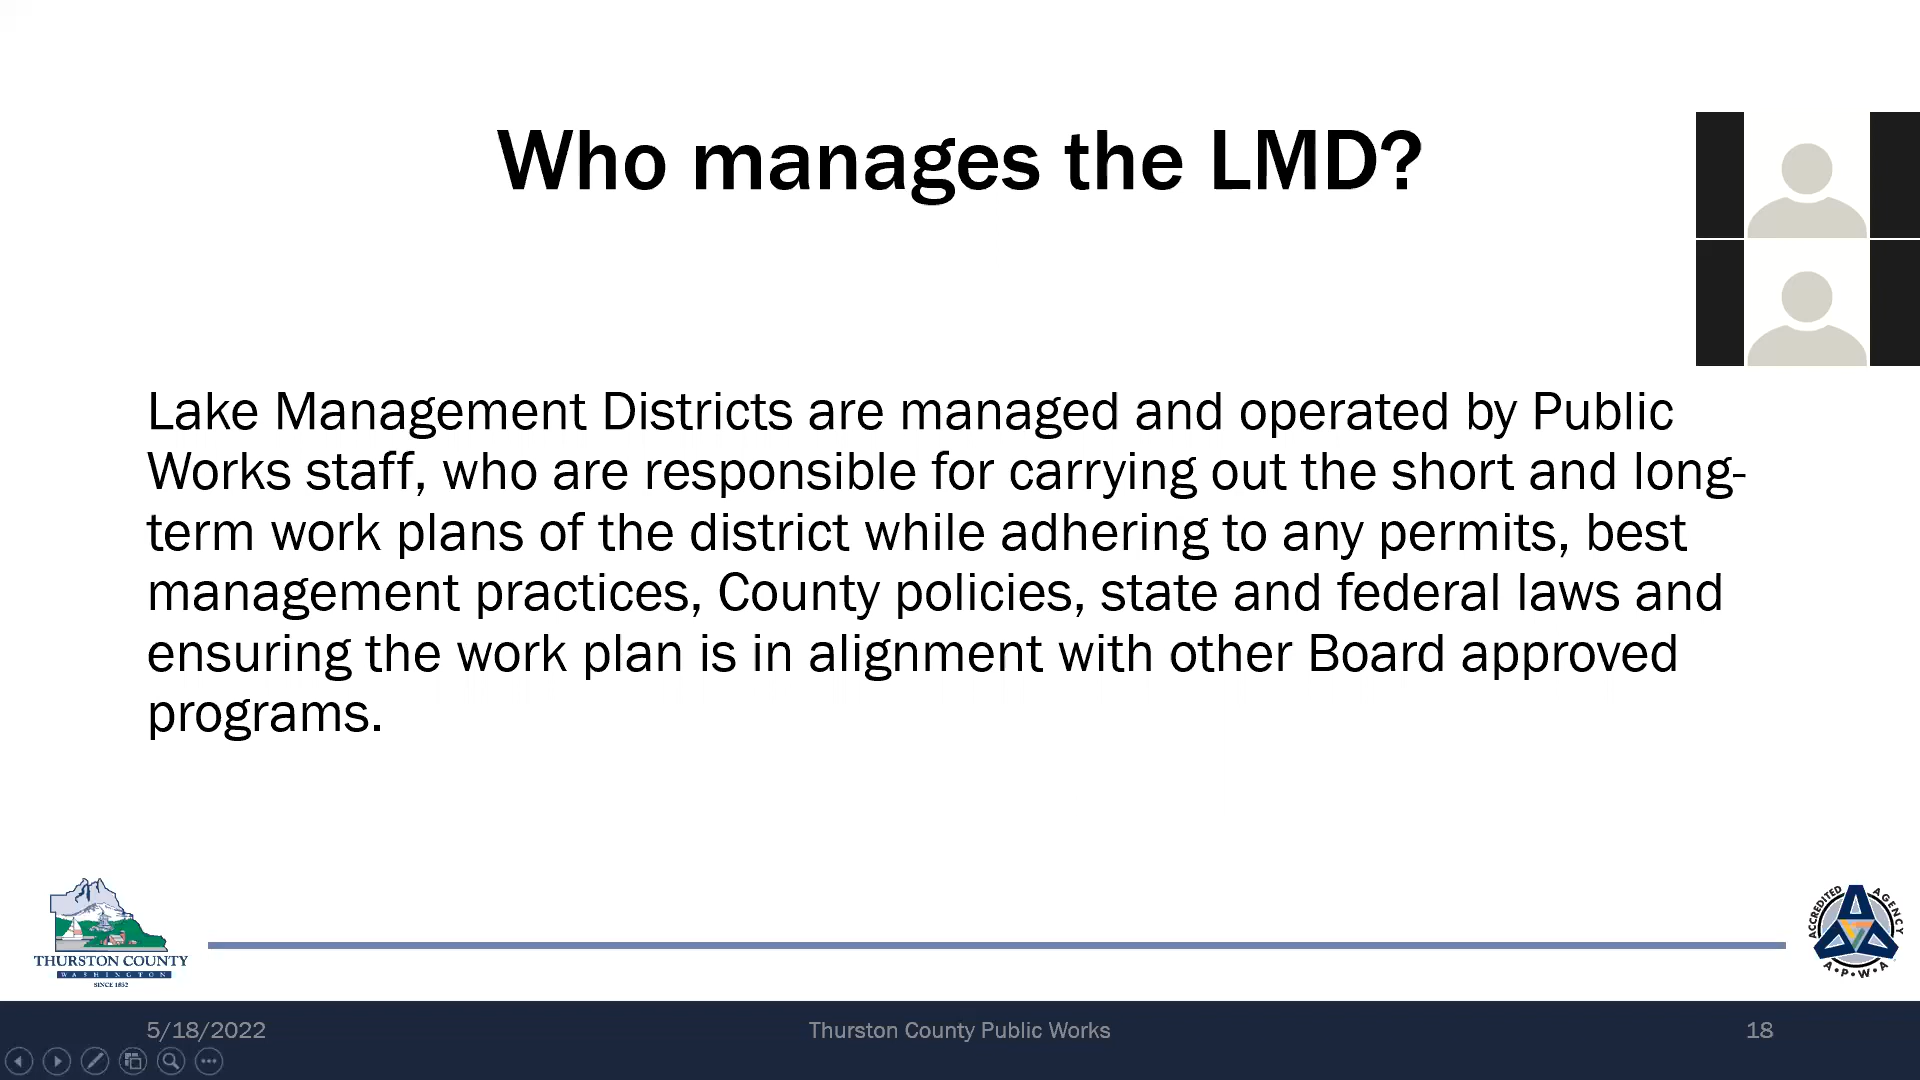 Who manages the LMD?
Lake Management Districts are managed and operated by Public
Works staff, who are responsible for carrying out the short and long-
term work plans of the district while adhering to any permits, best
management practices, County policies, state and federal laws and
ensuring the work plan is in alignment with other Board approved
programs.
THURSTON COUNTY
WASHINGTON
SINCE 1852
ACCREDITED AGENCY
A•P•W•A
5/18/2022
Thurston County Public Works
18